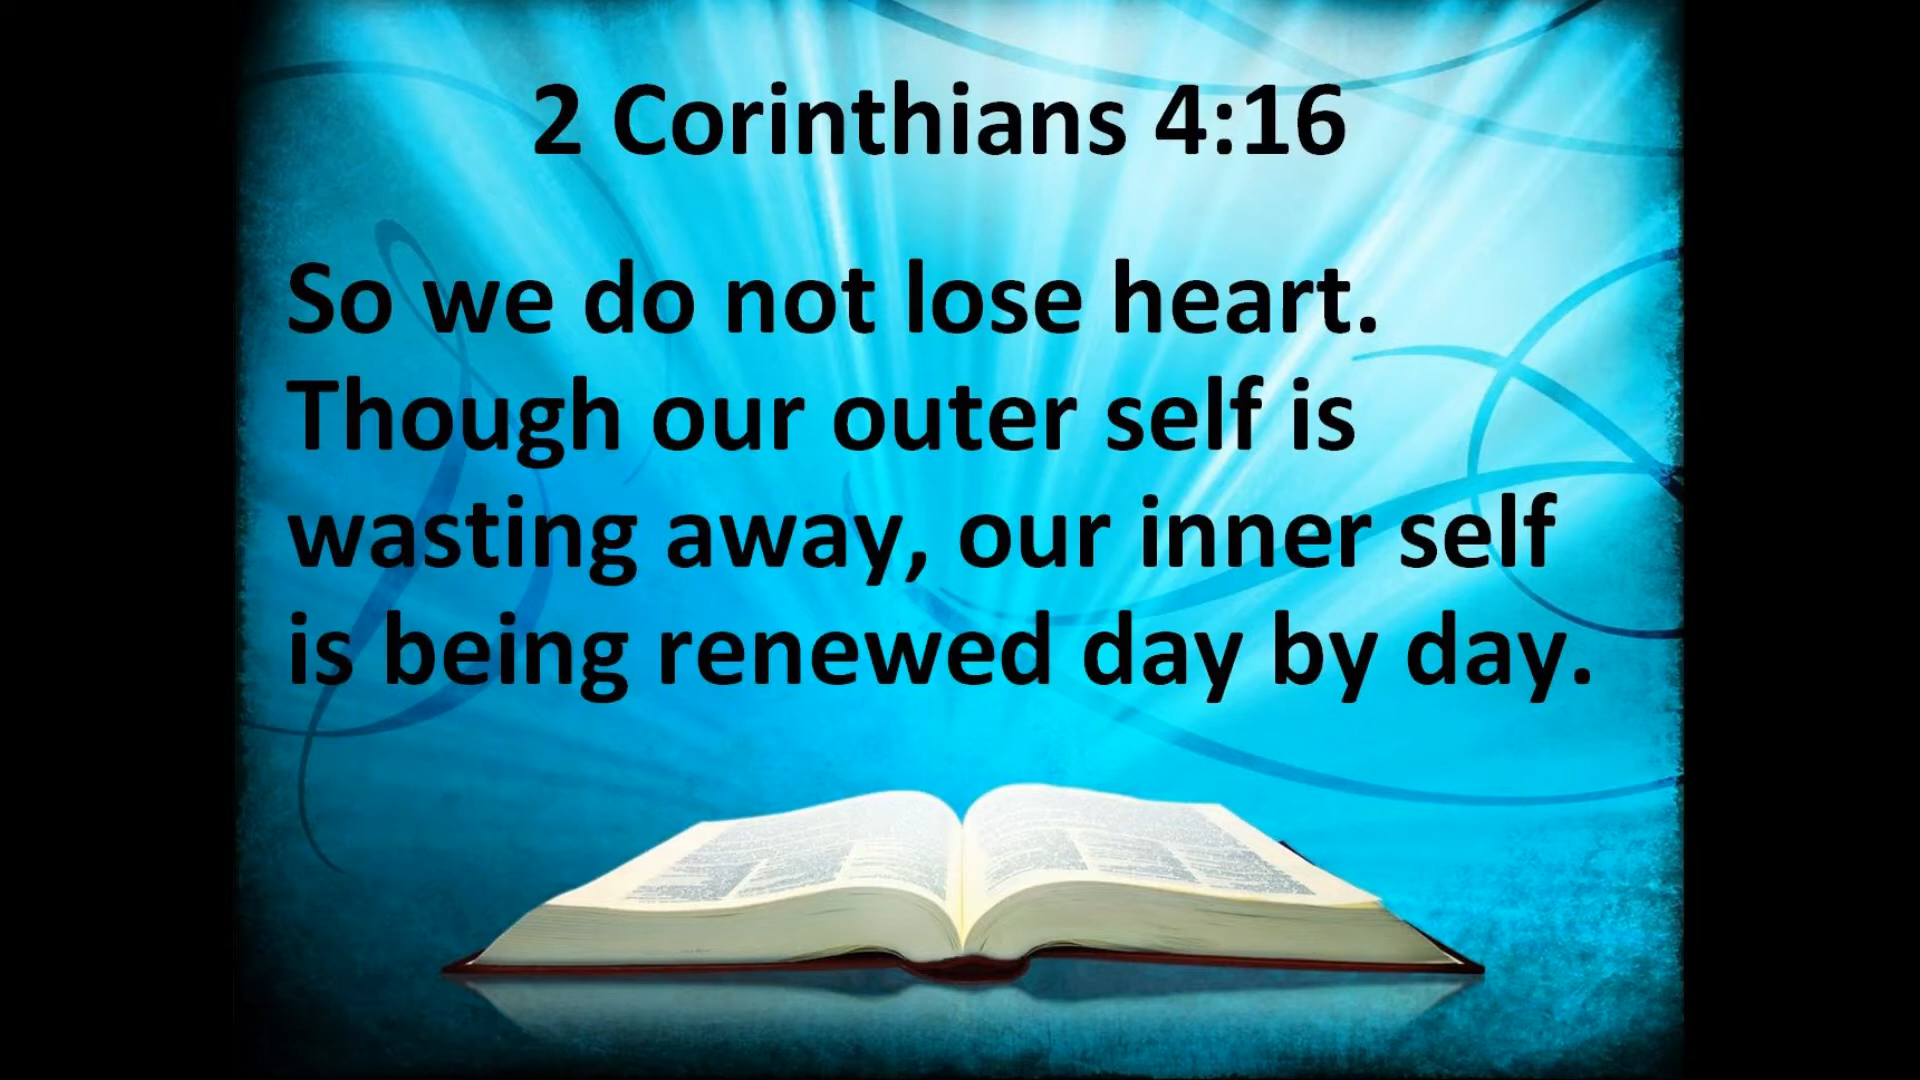 2 Corinthians 4:16
So we do not lose heart.
Though our outer self is
wasting away, our inner self
is being renewed day by day.